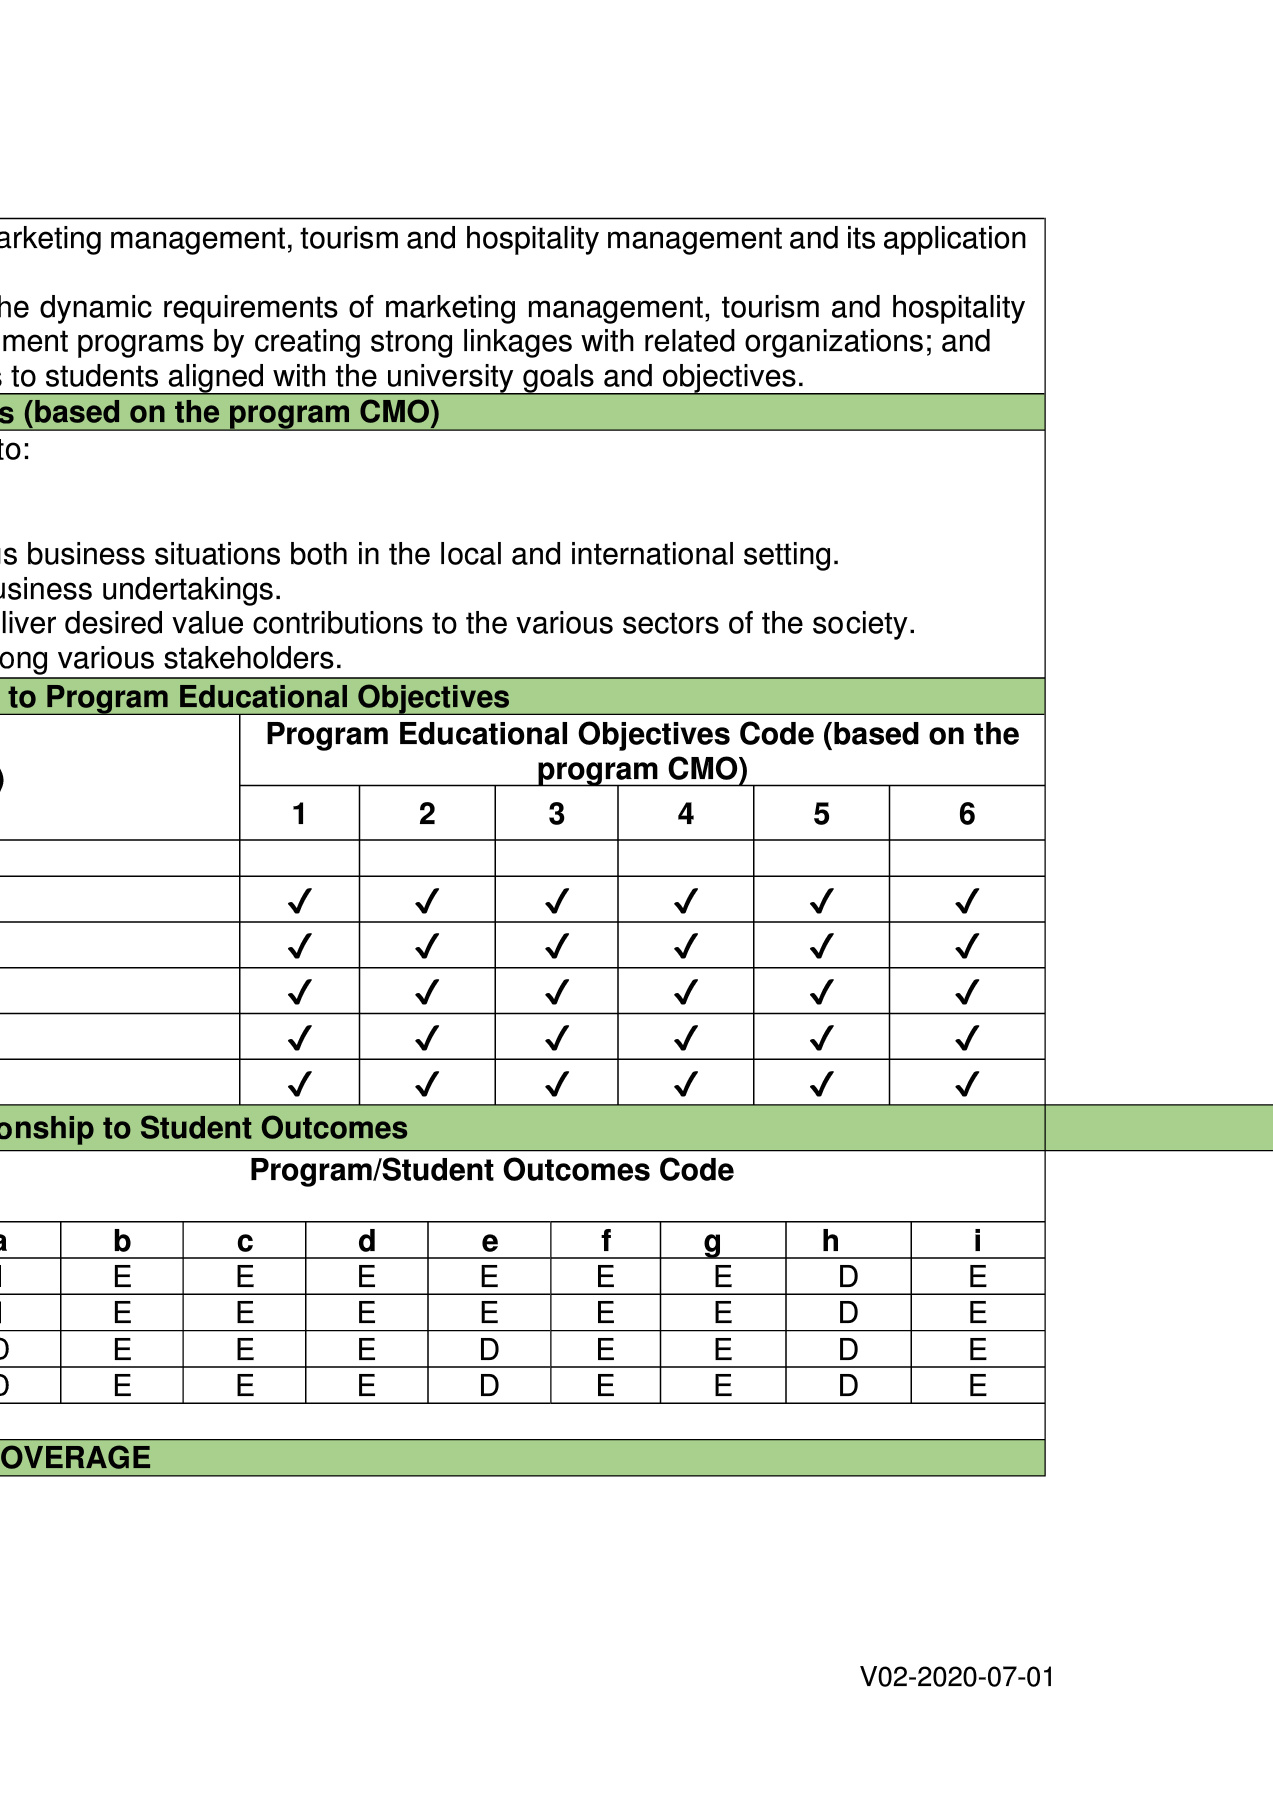 marketing management, tourism and hospitality management and its application
the dynamic requirements of marketing management, tourism and hospitality
ment programs by creating strong linkages with related organizations; and
s to students aligned with the university goals and objectives.
s (based on the program CMO)
to:
us business situations both in the local and international setting.
usiness undertakings.
liver desired value contributions to the various sectors of the society.
ong various stakeholders.
to Program Educational Objectives
Program Educational Objectives Code (based on the
)
program CMO)
1 2 3 4 5 6
✓ ✓ ✓ ✓ ✓ ✓
✓ ✓ ✓ ✓ ✓ ✓
✓ ✓ ✓ ✓ ✓ ✓
✓ ✓ ✓ ✓ ✓ ✓
✓ ✓ ✓ ✓ ✓ ✓
onship to Student Outcomes
Program/Student Outcomes Code
a b c d e f g h i
E E E E E E D E
E E E E E E D E
D E E E D E E D E
D E E E D E E D E
OVERAGE
V02-2020-07-01